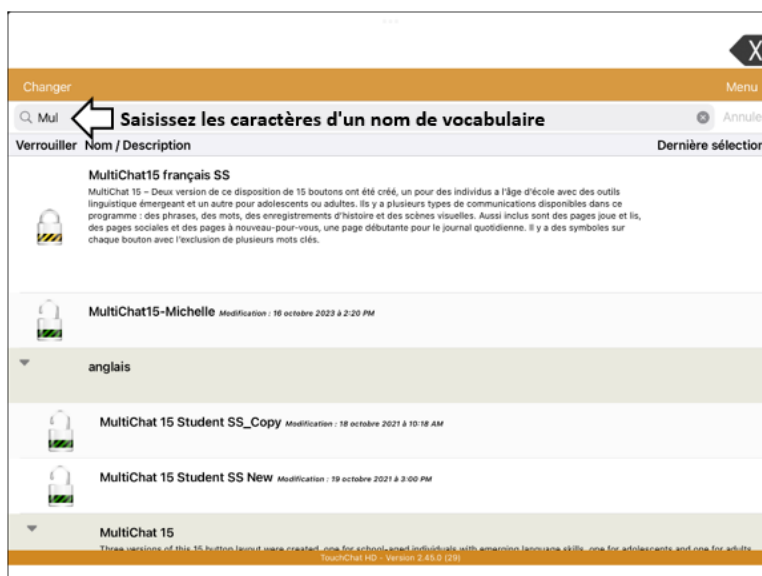 X
Changer Menu
Mul Saisissez les caractères d'un nom de vocabulaire Annule
Verrouiller Nom / Description Dernière sélection
MultiChat15 français SS
MultiChat 15 – Deux version de ce disposition de 15 boutons ont été créé, un pour des individus a l'âge d'école avec des outils
linguistique émergeant et un autre pour adolescents ou adultes. Ils y a plusieurs types de communications disponibles dans ce
programme : des phrases, des mots, des enregistrements d'histoire et des scènes visuelles. Aussi inclus sont des pages joue et lis,
des pages sociales et des pages à nouveau-pour-vous, une page débutante pour le journal quotidienne. Il y a des symboles sur
chaque bouton avec l'exclusion de plusieurs mots clés.
MultiChat15-Michelle Modification : 16 octobre 2023 à 2:20 PM
anglais
MultiChat 15 Student SS_Copy Modification : 18 octobre 2021 à 10:18 AM
MultiChat 15 Student SS New Modification : 19 octobre 2021 à 3:00 PM
MultiChat 15
Three versions of this 15 button layout were created, one for school-aged individuals with emerging language skills, one for adolescents and one for adults
TouchChat HD - Version 2.45.0 (29)